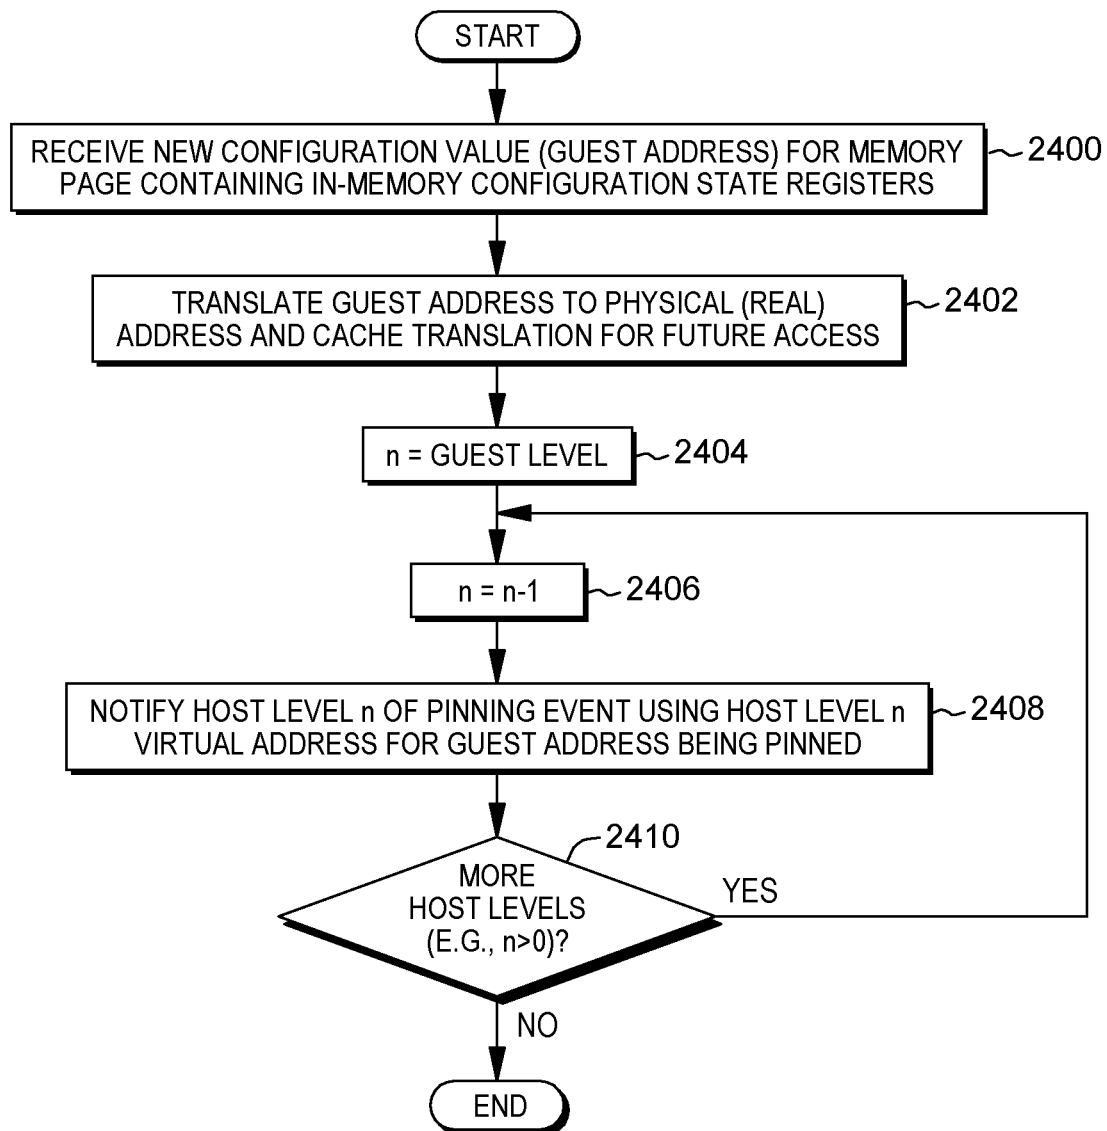 START
RECEIVE NEW CONFIGURATION VALUE (GUEST ADDRESS) FOR MEMORY
PAGE CONTAINING IN-MEMORY CONFIGURATION STATE REGISTERS
2400
TRANSLATE GUEST ADDRESS TO PHYSICAL (REAL)
ADDRESS AND CACHE TRANSLATION FOR FUTURE ACCESS
2402
n = GUEST LEVEL
2404
n = n-1
2406
NOTIFY HOST LEVEL n OF PINNING EVENT USING HOST LEVEL n
VIRTUAL ADDRESS FOR GUEST ADDRESS BEING PINNED
2408
2410
MORE
HOST LEVELS
(E.G., n>0)?
YES
NO
END